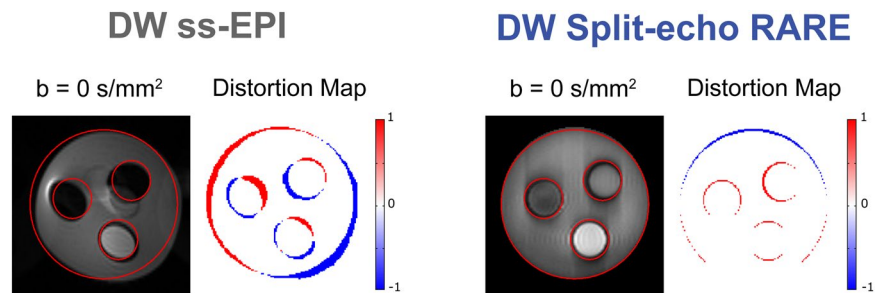 DW ss-EPI
DW Split-echo RARE
b = 0 s/mm²
Distortion Map
b = 0 s/mm²
Distortion Map
1
0
-1
1
0
-1